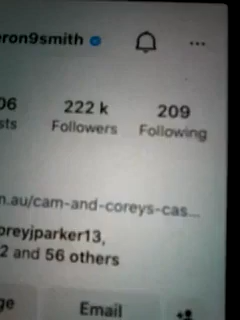 ron9smith
...
06 222 k 209
sts Followers Following
n.au/cam-and-coreys-cas...
oreyjparker13,
2 and 56 others
ge Email